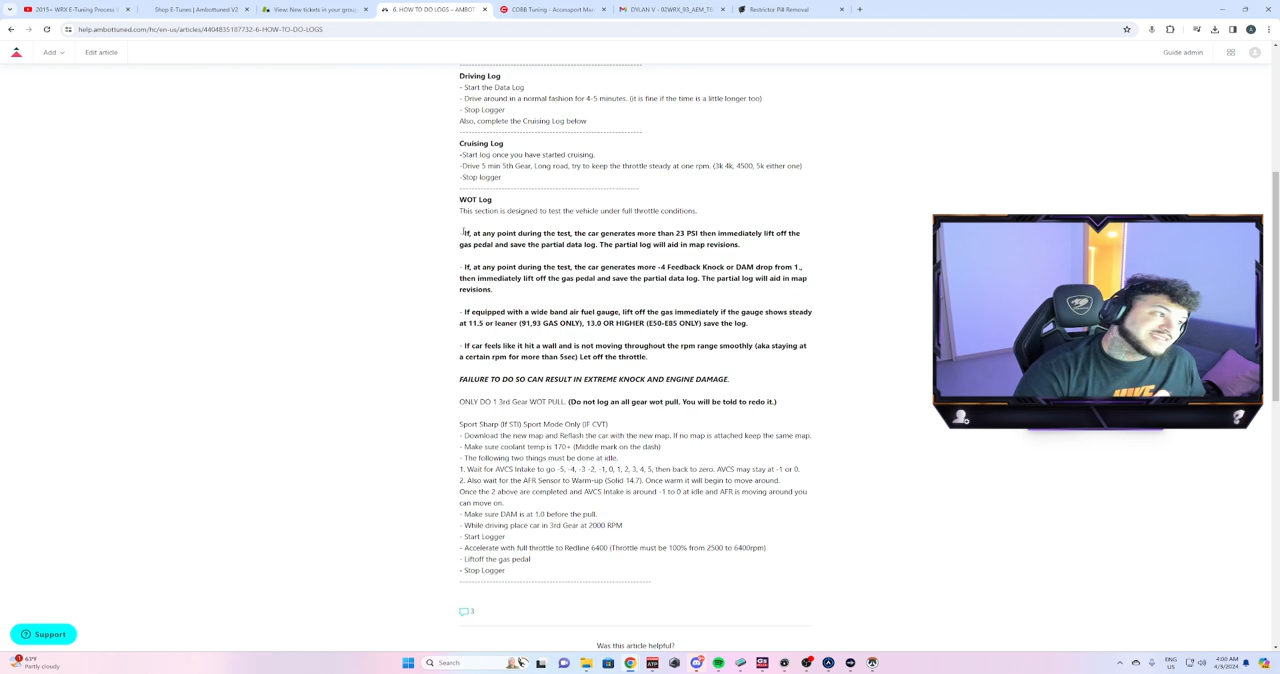 2015+ WRX E-Tuning Process V
Shop E-Tunes | Ambottuned V2
View: New tickets in your group
6. HOW TO DO LOGS – AMBOT
COBB Tuning - Accessport Ma
DYLAN V - 02WRX_93_AEM_T
Restrictor Pill Removal
help.ambottuned.com/hc/en-us/articles/4404835187732-6-HOW-TO-DO-LOGS
Add
Edit article
Guide admin
Driving Log
- Start the Data Log
- Drive around in a normal fashion for 4-5 minutes. (it is fine if the time is a little longer too)
- Stop Logger
Also, complete the Cruising Log below
Cruising Log
-Start log once you have started cruising.
-Drive 5 min 5th Gear, Long road, try to keep the throttle steady at one rpm. (3k 4k, 4500, 5k either one)
-Stop logger
WOT Log
This section is designed to test the vehicle under full throttle conditions.
-If, at any point during the test, the car generates more than 23 PSI then immediately lift off the
gas pedal and save the partial data log. The partial log will aid in map revisions.
- If, at any point during the test, the car generates more -4 Feedback Knock or DAM drop from 1.,
then immediately lift off the gas pedal and save the partial data log. The partial log will aid in map
revisions.
- If equipped with a wide band air fuel gauge, lift off the gas immediately if the gauge shows steady
at 11.5 or leaner (91,93 GAS ONLY), 13.0 OR HIGHER (E50-E85 ONLY) save the log.
- If car feels like it hit a wall and is not moving throughout the rpm range smoothly (aka staying at
a certain rpm for more than 5sec) Let off the throttle.
FAILURE TO DO SO CAN RESULT IN EXTREME KNOCK AND ENGINE DAMAGE.
ONLY DO 1 3rd Gear WOT PULL. (Do not log an all gear wot pull. You will be told to redo it.)
Sport Sharp (If STI) Sport Mode Only (IF CVT)
- Download the new map and Reflash the car with the new map. If no map is attached keep the same map.
- Make sure coolant temp is 170+ (Middle mark on the dash)
- The following two things must be done at idle.
1. Wait for AVCS Intake to go -5, -4, -3 -2, -1, 0, 1, 2, 3, 4, 5, then back to zero. AVCS may stay at -1 or 0.
2. Also wait for the AFR Sensor to Warm-up (Solid 14.7). Once warm it will begin to move around.
Once the 2 above are completed and AVCS Intake is around -1 to 0 at idle and AFR is moving around you
can move on.
- Make sure DAM is at 1.0 before the pull.
- While driving place car in 3rd Gear at 2000 RPM
- Start Logger
- Accelerate with full throttle to Redline 6400 (Throttle must be 100% from 2500 to 6400rpm)
- Liftoff the gas pedal
- Stop Logger
3
Was this article helpful?
Support
63°F
Partly cloudy
Search
ENG
US
4:00 AM
4/3/2024